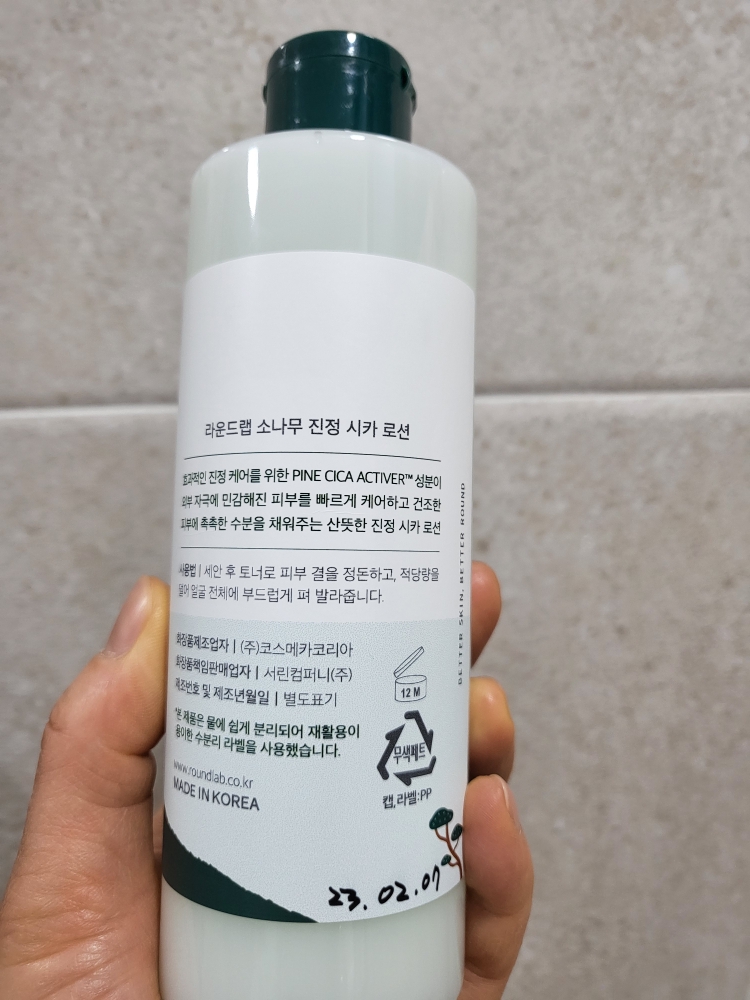 라운드랩 소나무 진정 시카 로션
효과적인 진정 케어를 위한 PINE CICA ACTIVER™ 성분이
외부 자극에 민감해진 피부를 빠르게 케어하고 건조한
피부에 촉촉한 수분을 채워주는 산뜻한 진정 시카 로션
사용법 | 세안 후 토너로 피부 결을 정돈하고, 적당량을
덜어 얼굴 전체에 부드럽게 펴 발라줍니다.
화장품제조업자 | (주)코스메카코리아
화장품책임판매업자 | 서린컴퍼니(주)
제조번호 및 제조년월일 | 별도표기
*본 제품은 물에 쉽게 분리되어 재활용이
용이한 수분리 라벨을 사용했습니다.
www.roundlab.co.kr
MADE IN KOREA
12 M
무색페트
캡,라벨:PP
BETTER SKIN, BETTER ROUND
23.02.07